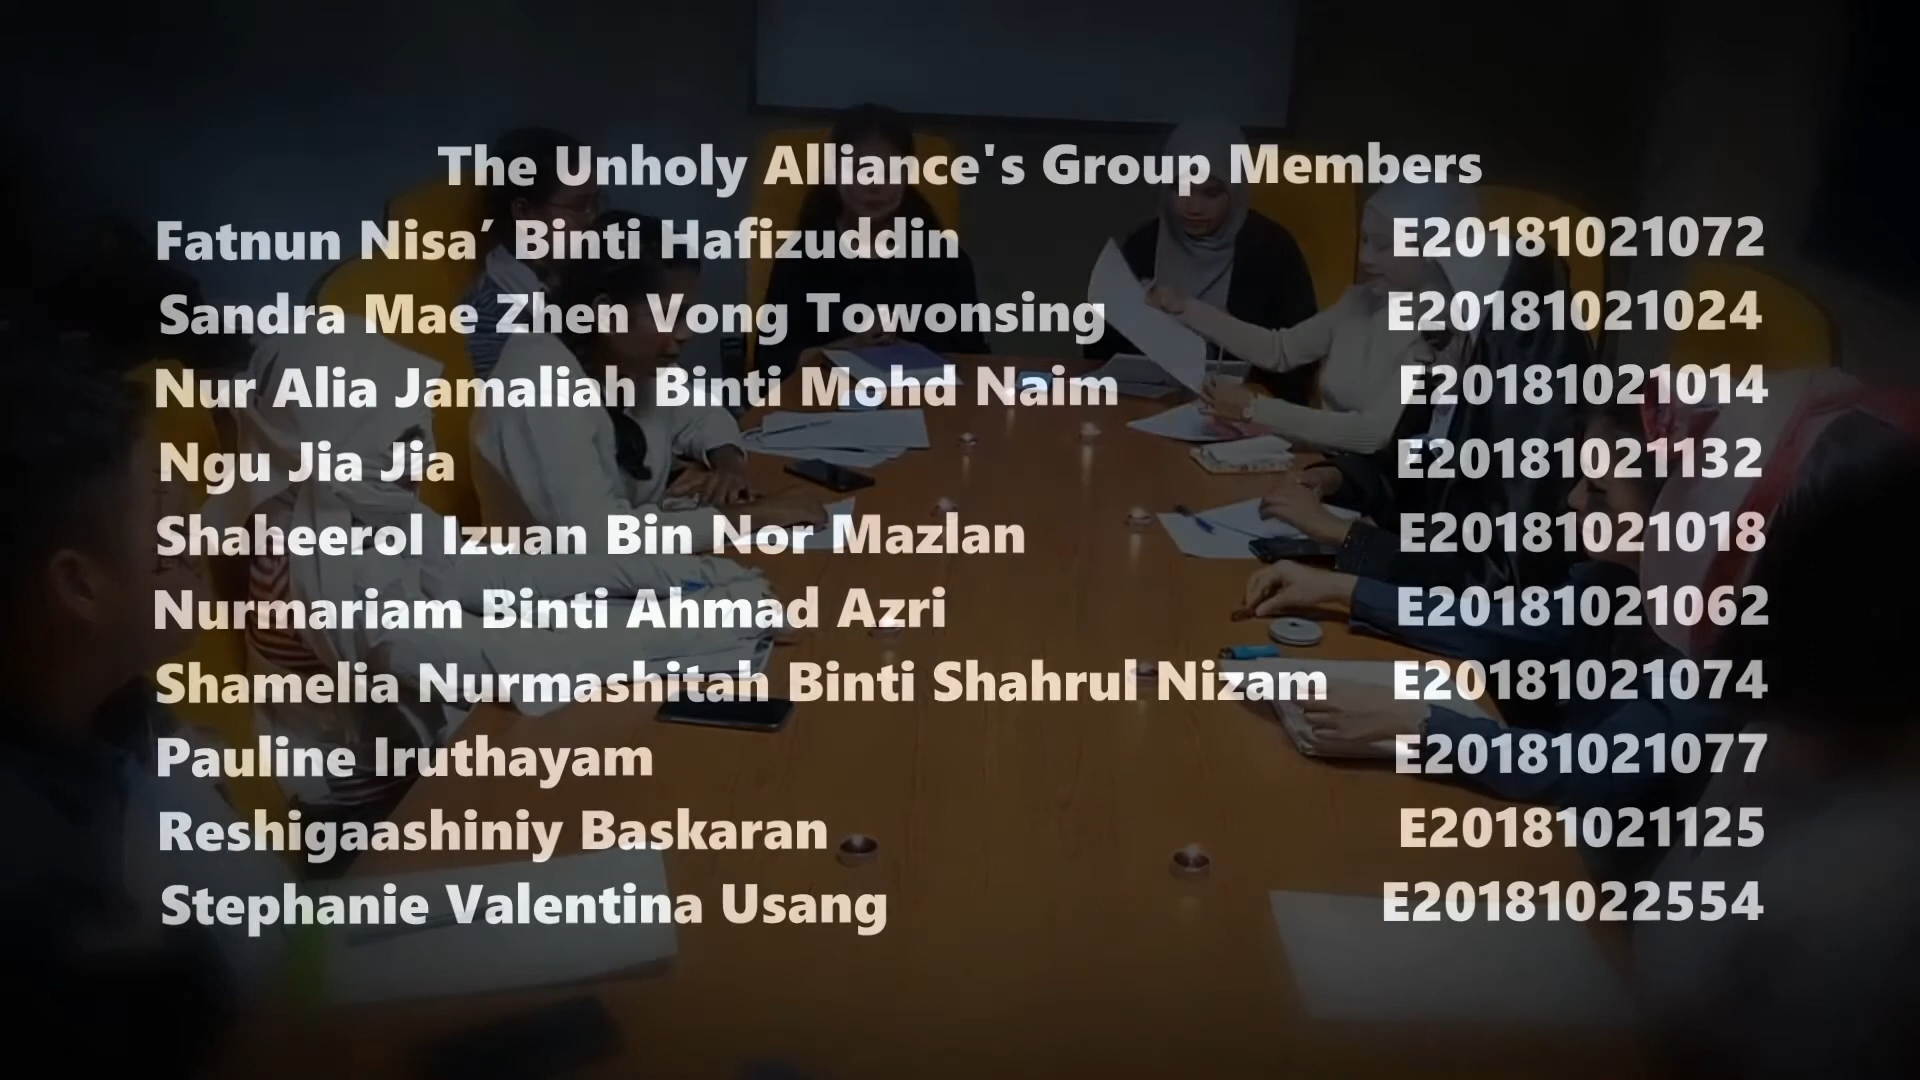 The Unholy Alliance's Group Members
Fatnun Nisa’ Binti Hafizuddin E20181021072
Sandra Mae Zhen Vong Towonsing E20181021024
Nur Alia Jamaliah Binti Mohd Naim E20181021014
Ngu Jia Jia E20181021132
Shaheerol Izuan Bin Nor Mazlan E20181021018
Nurmariam Binti Ahmad Azri E20181021062
Shamelia Nurmashitah Binti Shahrul Nizam E20181021074
Pauline Iruthayam E20181021077
Reshigaashiniy Baskaran E20181021125
Stephanie Valentina Usang E20181022554